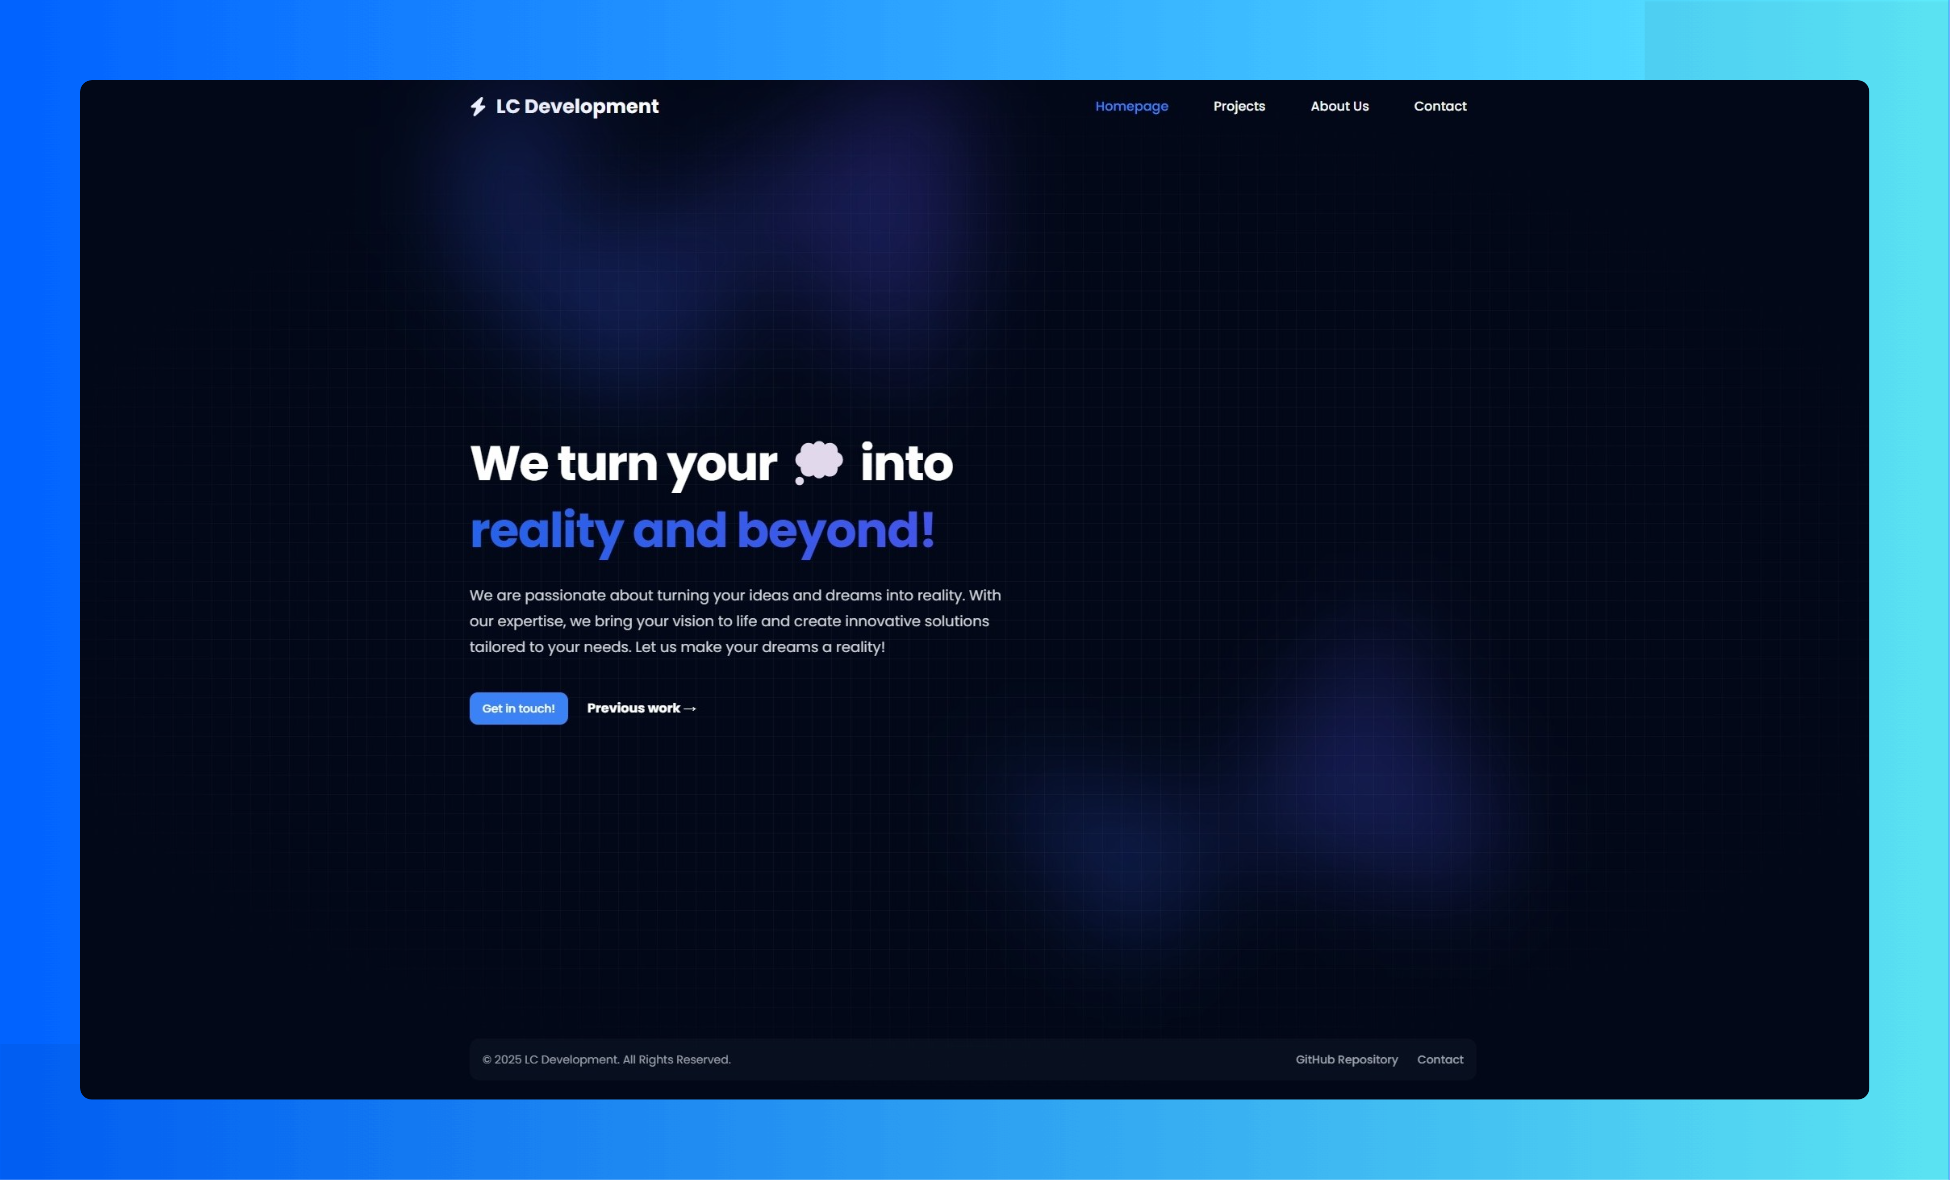 LC Development
Homepage
Projects
About Us
Contact
We turn your 💭 into
reality and beyond!
We are passionate about turning your ideas and dreams into reality. With
our expertise, we bring your vision to life and create innovative solutions
tailored to your needs. Let us make your dreams a reality!
Get in touch!
Previous work →
© 2025 LC Development. All Rights Reserved.
GitHub Repository
Contact